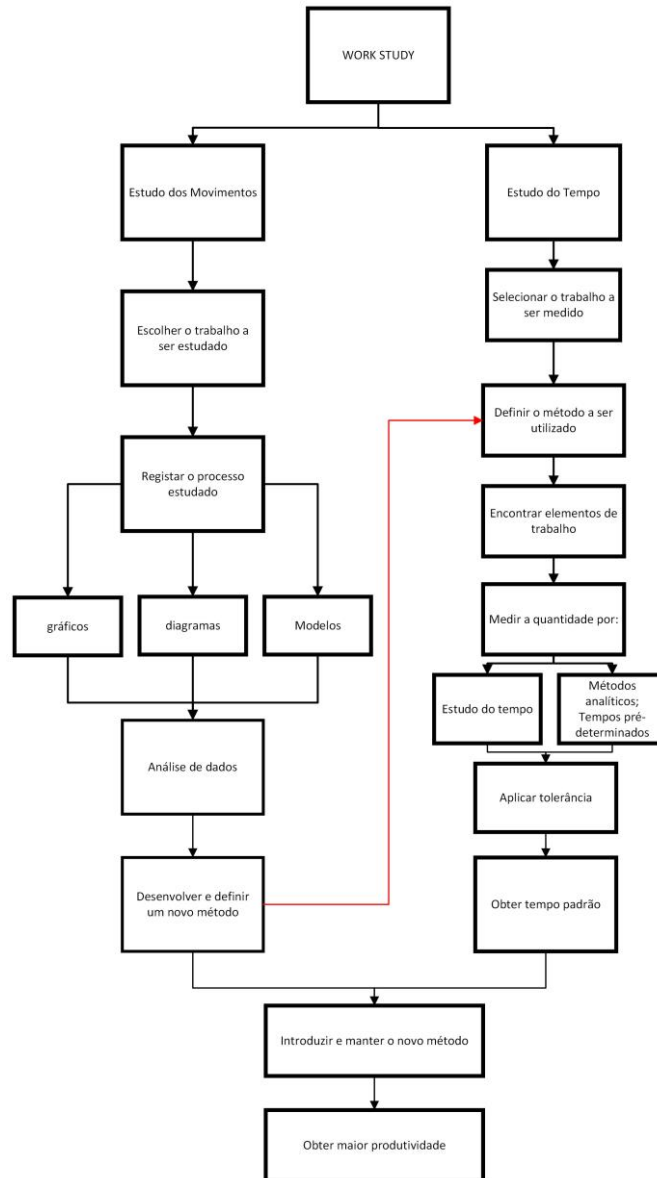 WORK STUDY
Estudo dos Movimentos
Estudo do Tempo
Escolher o trabalho a
ser estudado
Selecionar o trabalho a
ser medido
Definir o método a ser
utilizado
Registar o processo
estudado
Encontrar elementos de
trabalho
gráficos
diagramas
Modelos
Medir a quantidade por:
Estudo do tempo
Métodos
analíticos;
Tempos pré-
determinados
Análise de dados
Aplicar tolerância
Desenvolver e definir
um novo método
Obter tempo padrão
Introduzir e manter o novo método
Obter maior produtividade